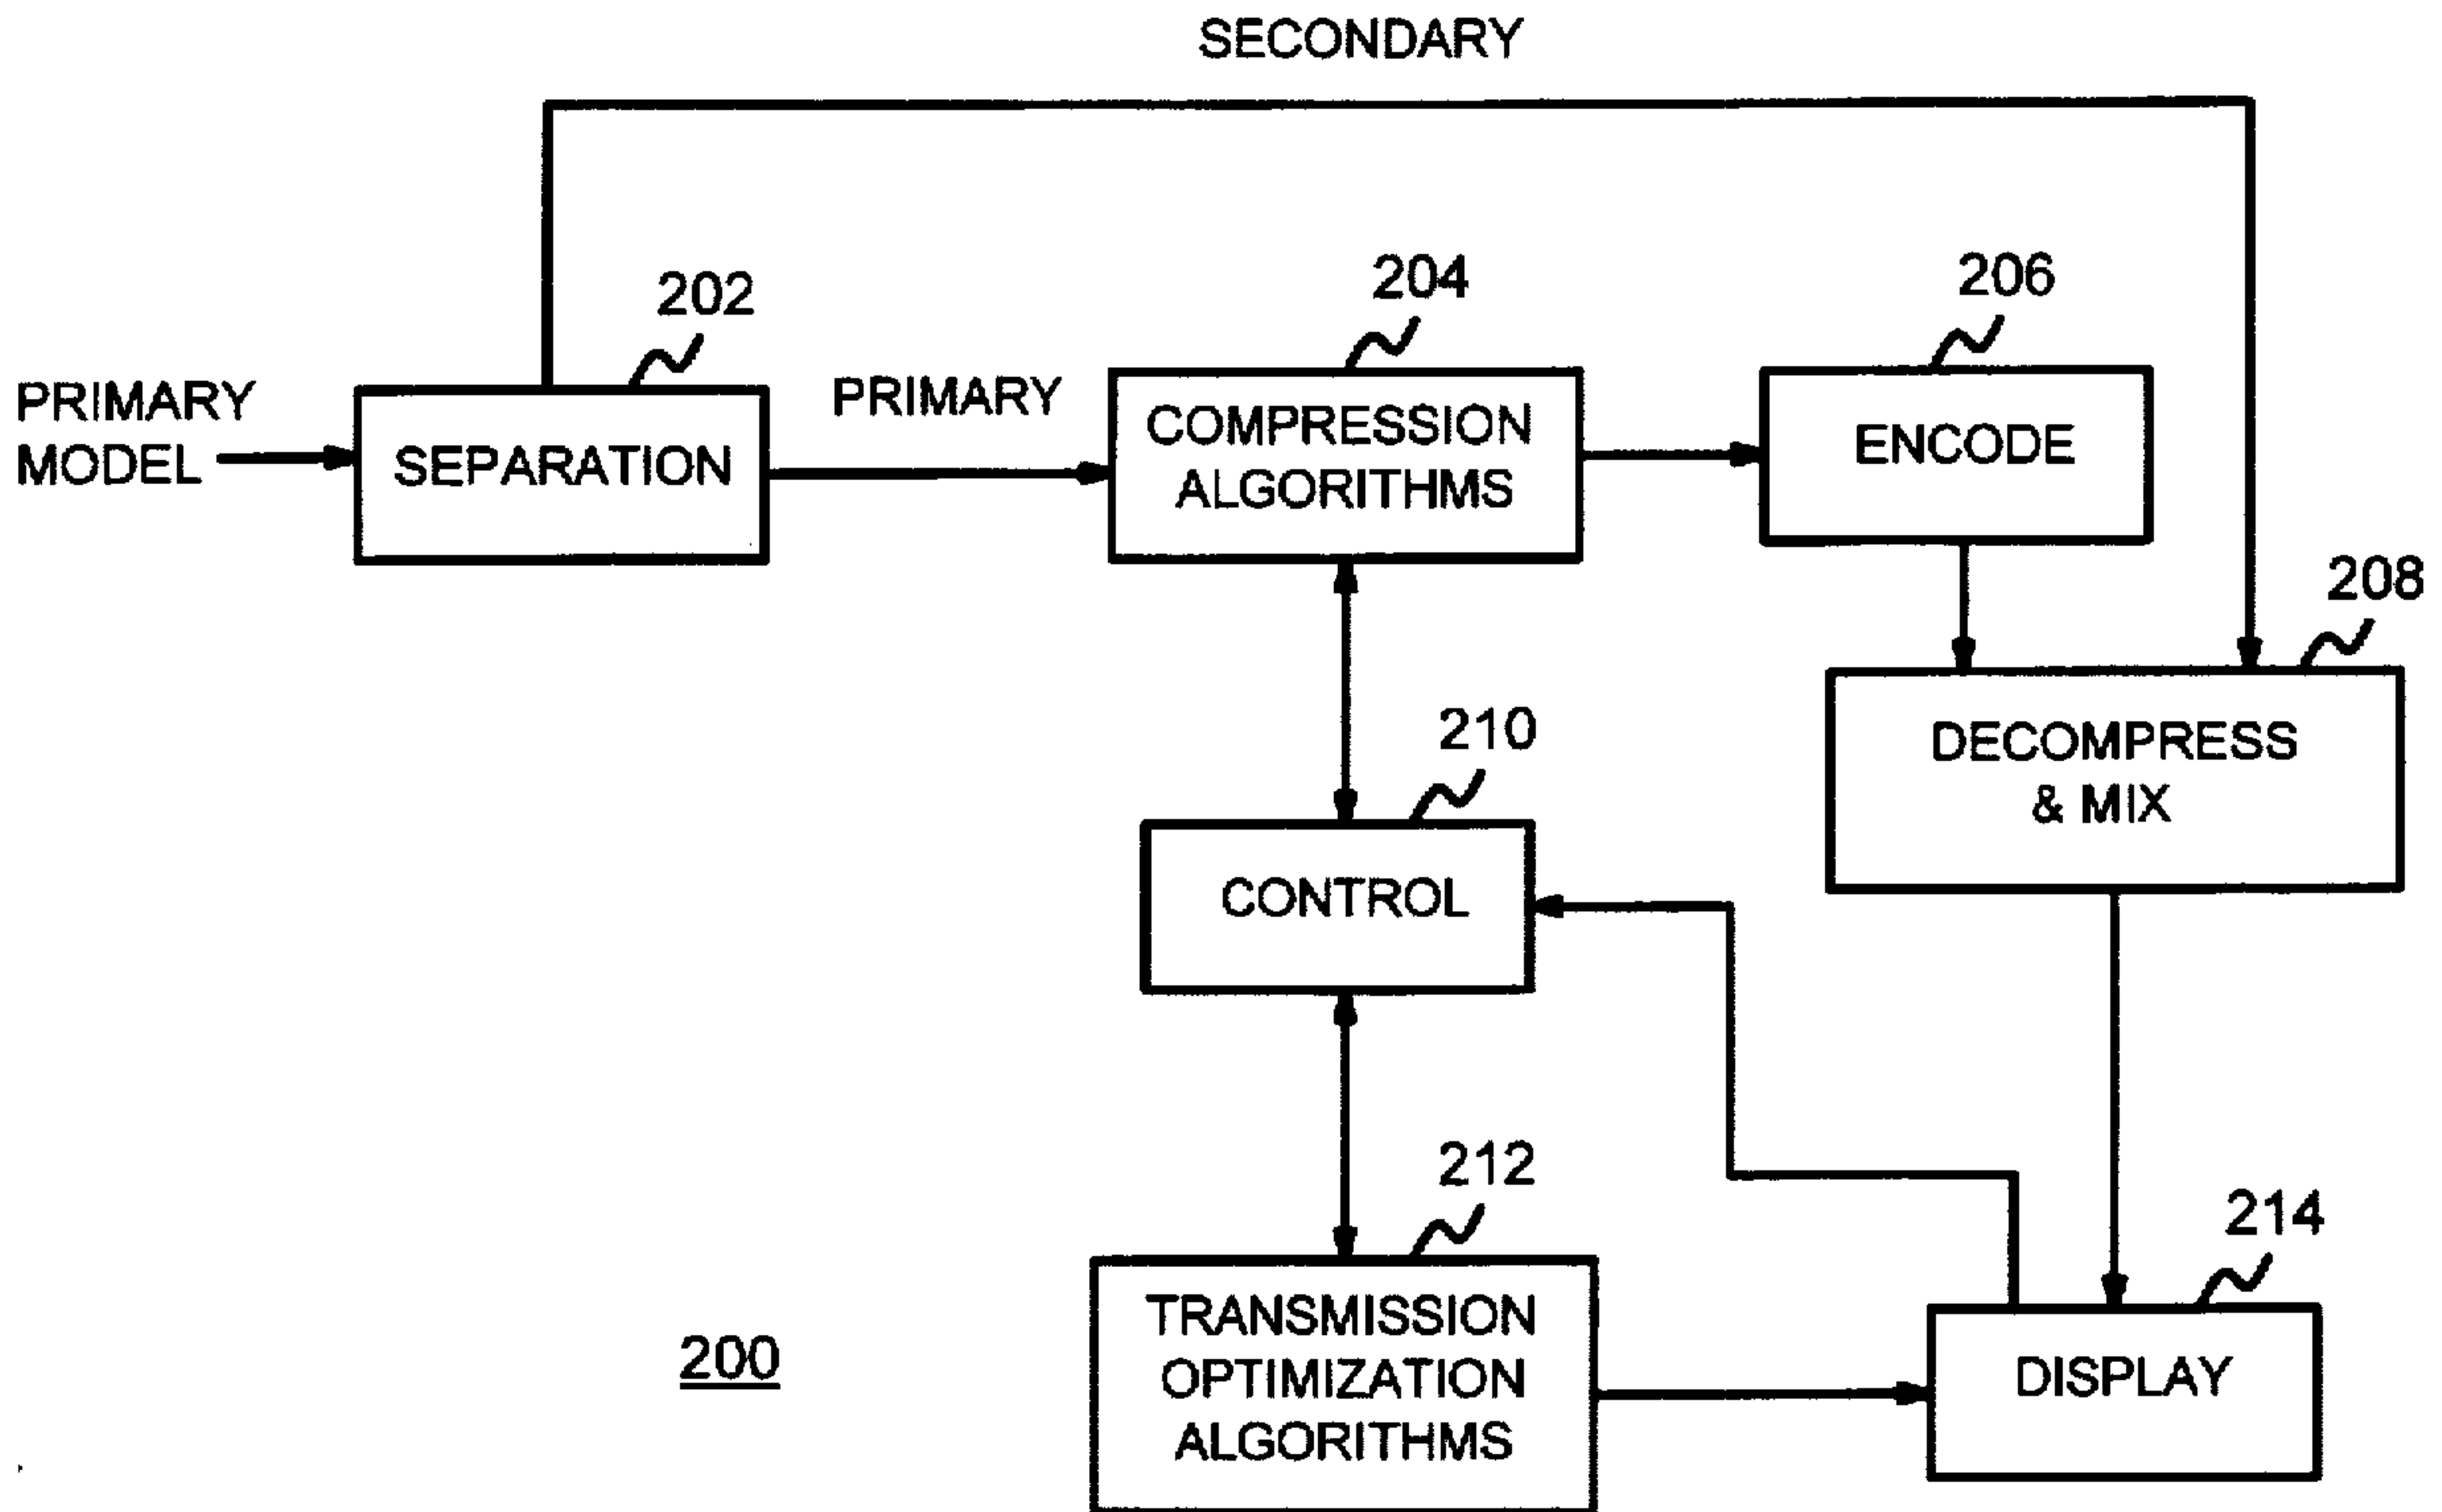 SECONDARY
202
204
206
PRIMARY
MODEL
SEPARATION
PRIMARY
COMPRESSION
ALGORITHMS
ENCODE
208
DECOMPRESS
& MIX
210
CONTROL
212
214
TRANSMISSION
OPTIMIZATION
ALGORITHMS
DISPLAY
200